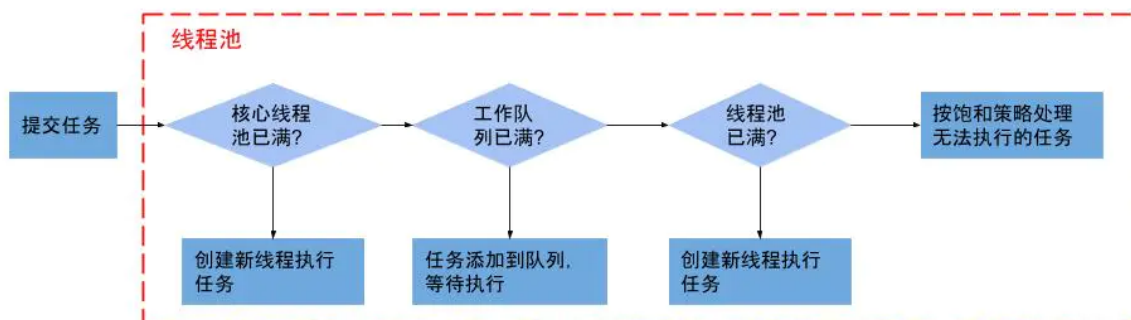 线程池
提交任务
核心线程
池已满?
工作队
列已满?
线程池
已满?
按饱和策略处理
无法执行的任务
创建新线程执行
任务
任务添加到队列,
等待执行
创建新线程执行
任务